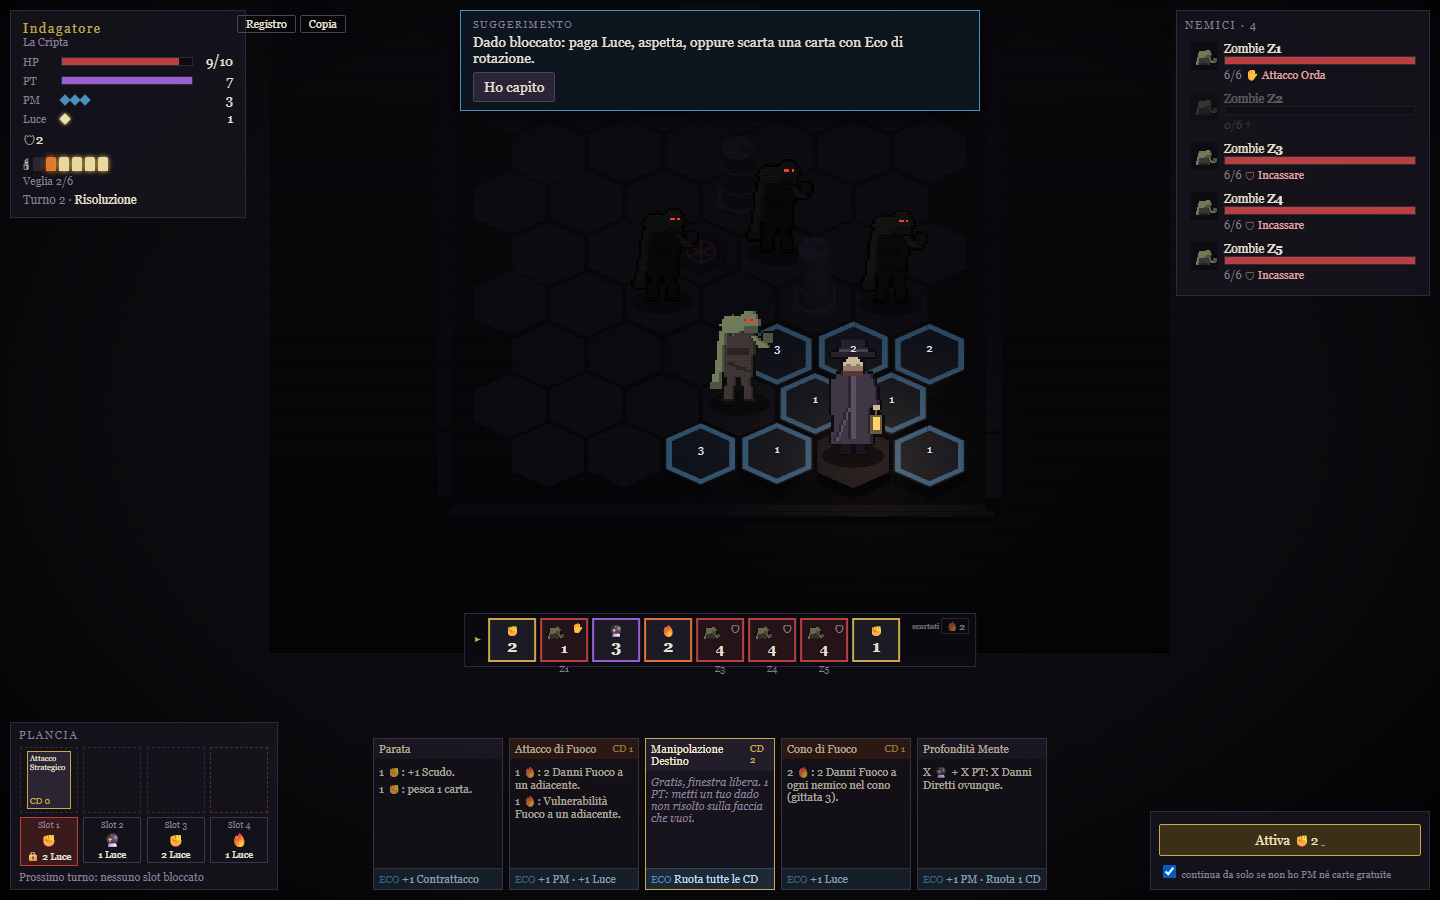 Indagatore
La Cripta
HP 9/10
PT 7
PM 3
Luce 1
2
Veglia 2/6
Turno 2 · Risoluzione
Registro
Copia
SUGGERIMENTO
Dado bloccato: paga Luce, aspetta, oppure scarta una carta con Eco di
rotazione.
Ho capito
NEMICI · 4
Zombie Z1
6/6 Attacco Orda
Zombie Z2
0/6 †
Zombie Z3
6/6 Incassare
Zombie Z4
6/6 Incassare
Zombie Z5
6/6 Incassare
3 2 2
1 1
3 1 1
2 1 3 2 4 4 4 1
scartati 2
Z1 Z3 Z4 Z5
PLANCIA
Attacco
Strategico
CD 0
Slot 1 Slot 2 Slot 3 Slot 4
2 Luce 1 Luce 2 Luce 1 Luce
Prossimo turno: nessuno slot bloccato
Parata
1 : +1 Scudo.
1 : pesca 1 carta.
ECO +1 Contrattacco
Attacco di Fuoco CD 1
1 : 2 Danni Fuoco a
un adiacente.
1 : Vulnerabilità
Fuoco a un adiacente.
ECO +1 PM · +1 Luce
Manipolazione CD
Destino 2
Gratis, finestra libera. 1
PT: metti un tuo dado
non risolto sulla faccia
che vuoi.
ECO Ruota tutte le CD
Cono di Fuoco CD 1
2 : 2 Danni Fuoco a
ogni nemico nel cono
(gittata 3).
ECO +1 Luce
Profondità Mente
X + X PT: X Danni
Diretti ovunque.
ECO +1 PM · Ruota 1 CD
Attiva 2
continua da solo se non ho PM né carte gratuite